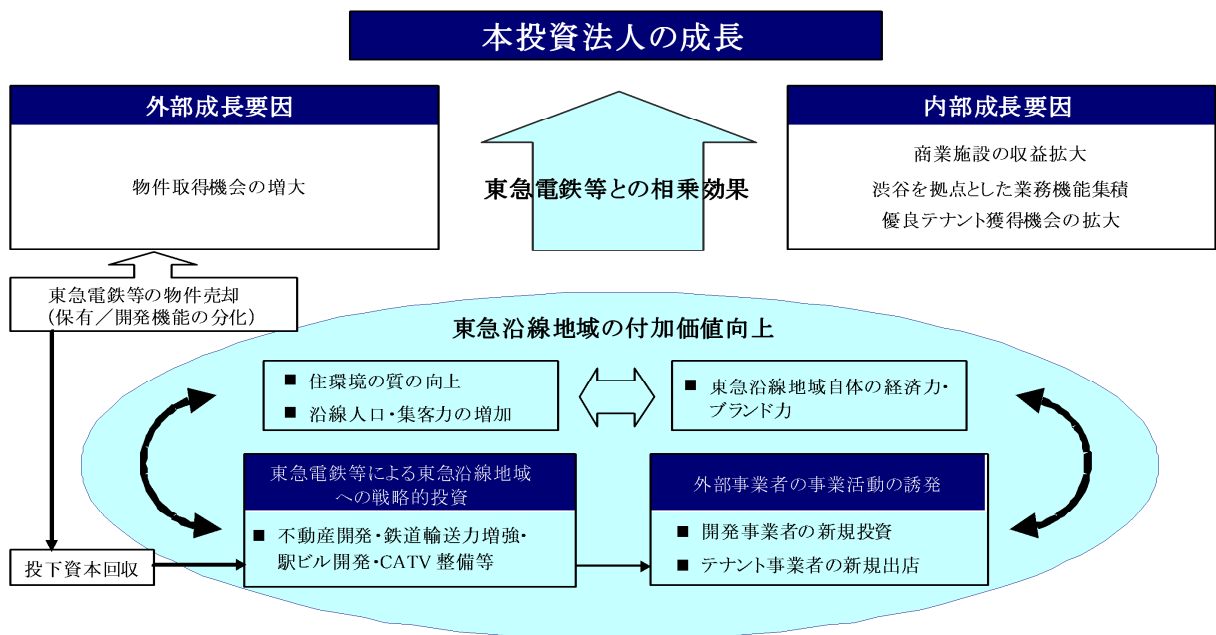 本投資法人の成長
外部成長要因
物件取得機会の増大
東急電鉄等との相乗効果
内部成長要因
商業施設の収益拡大
渋谷を拠点とした業務機能集積
優良テナント獲得機会の拡大
東急電鉄等の物件売却
(保有／開発機能の分化)
東急沿線地域の付加価値向上
■ 住環境の質の向上
■ 沿線人口・集客力の増加
■ 東急沿線地域自体の経済力・
ブランド力
東急電鉄等による東急沿線地域
への戦略的投資
■ 不動産開発・鉄道輸送力増強・
駅ビル開発・CATV 整備等
外部事業者の事業活動の誘発
■ 開発事業者の新規投資
■ テナント事業者の新規出店
投下資本回収